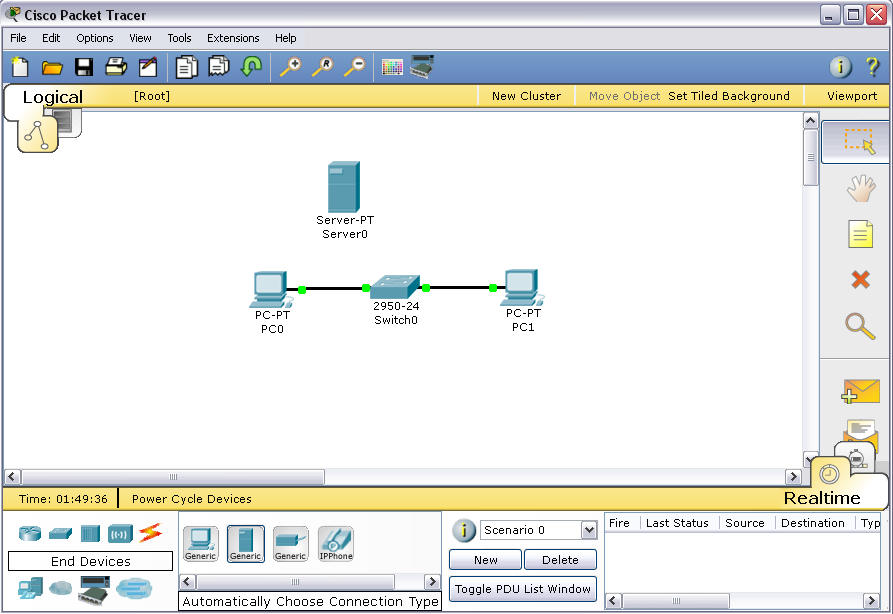 Cisco Packet Tracer
File Edit Options View Tools Extensions Help
Logical [Root] New Cluster Move Object Set Tiled Background Viewport
Server-PT
Server0
PC-PT
PC0
2950-24
Switch0
PC-PT
PC1
Time: 01:49:36 Power Cycle Devices Realtime
End Devices
Generic Generic Generic IPPhone
Automatically Choose Connection Type
Scenario 0
New Delete
Toggle PDU List Window
Fire Last Status Source Destination Typ